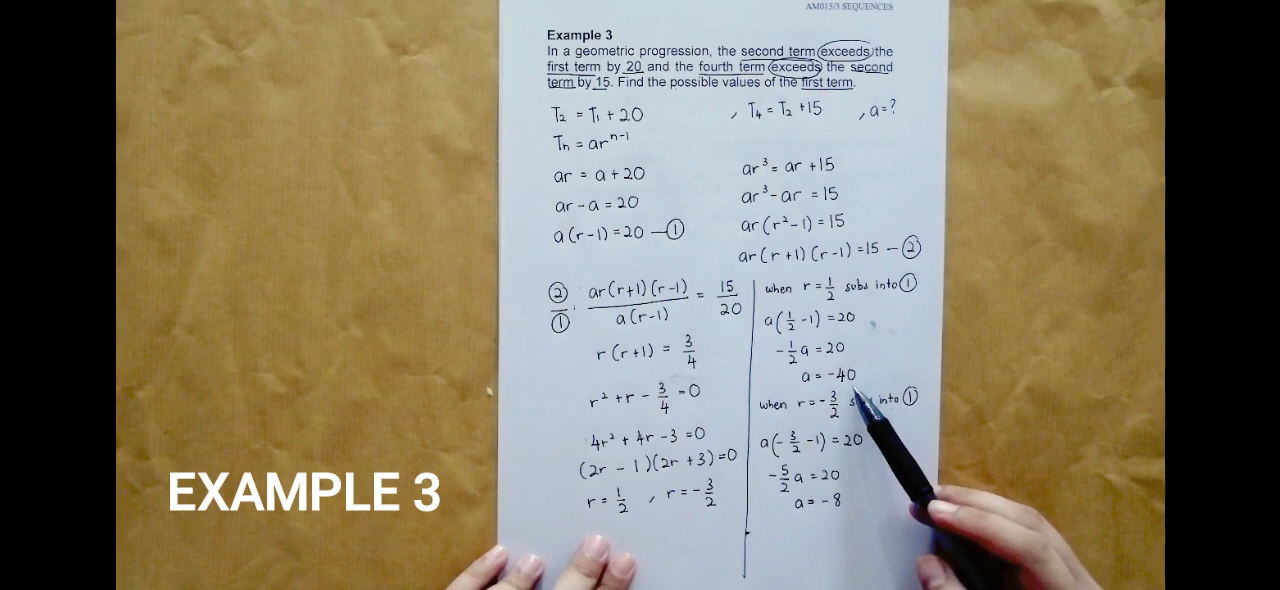 AM015/3 SEQUENCES
Example 3
In a geometric progression, the second term exceeds the
first term by 20 and the fourth term exceeds the second
term by 15. Find the possible values of the first term.
T₂ = T₁ + 20 , T₄ = T₂ + 15 , a = ?
Tₙ = arⁿ⁻¹
ar = a + 20
ar - a = 20
a(r-1) = 20 — ①
ar³ = ar + 15
ar³ - ar = 15
ar(r² - 1) = 15
ar(r+1)(r-1) = 15 — ②
②/① : ar(r+1)(r-1) / a(r-1) = 15/20
r(r+1) = 3/4
r² + r - 3/4 = 0
4r² + 4r - 3 = 0
(2r - 1)(2r + 3) = 0
r = 1/2 , r = -3/2
when r = 1/2 subs into ①
a(1/2 - 1) = 20
-1/2 a = 20
a = -40
when r = -3/2 into ①
a(-3/2 - 1) = 20
-5/2 a = 20
a = -8
EXAMPLE 3